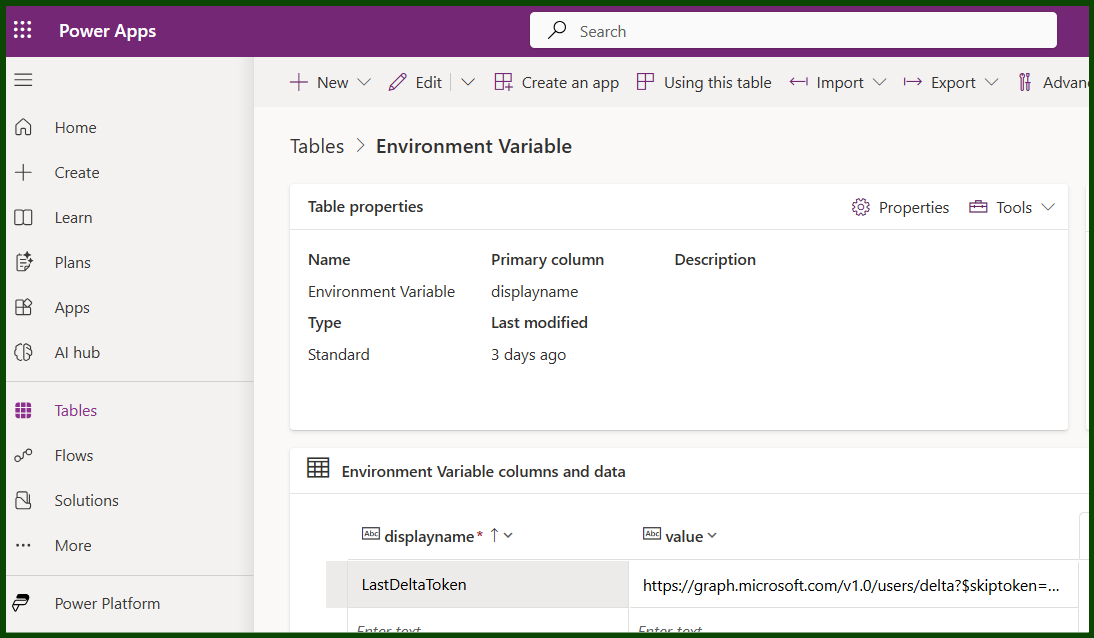 Power Apps
Search
New Edit Create an app Using this table Import Export Advan
Home
Create
Learn
Plans
Apps
AI hub
Tables
Flows
Solutions
More
Power Platform
Tables > Environment Variable
Table properties Properties Tools
Name Primary column Description
Environment Variable displayname
Type Last modified
Standard 3 days ago
Environment Variable columns and data
Abc displayname* ↑ Abc value
LastDeltaToken https://graph.microsoft.com/v1.0/users/delta?$skiptoken=...
Enter text Enter text